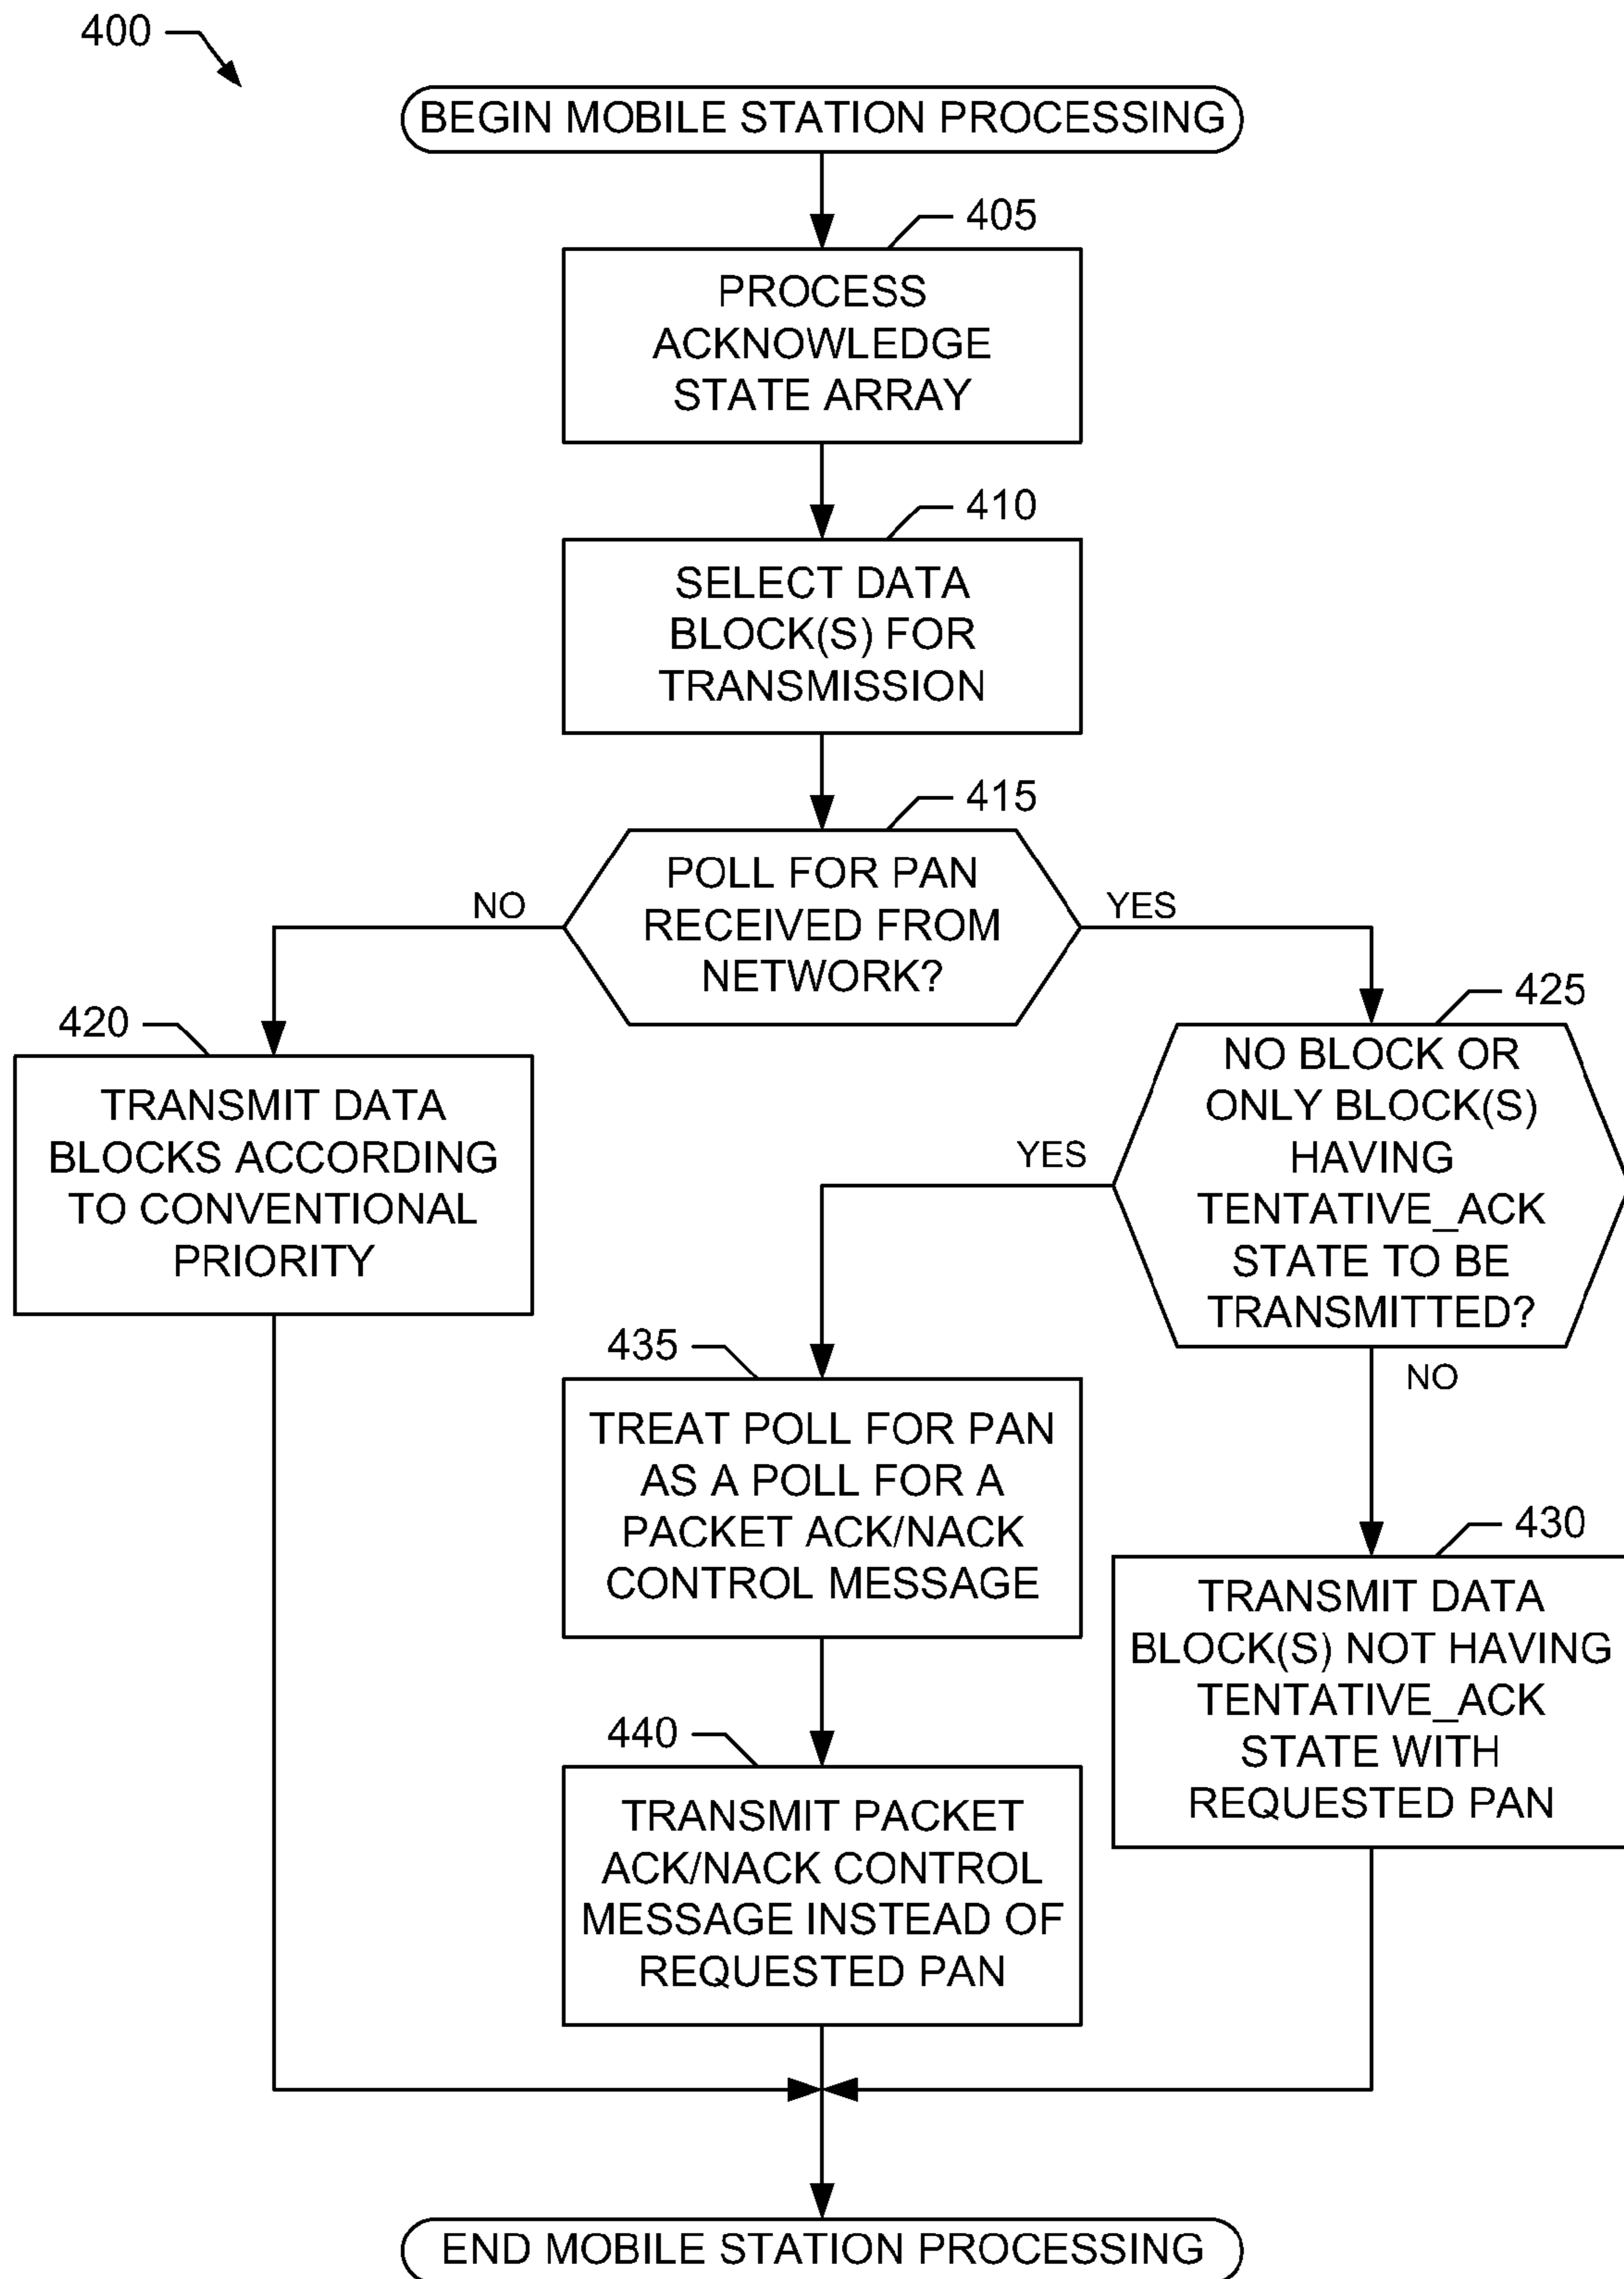 400
BEGIN MOBILE STATION PROCESSING
405
PROCESS
ACKNOWLEDGE
STATE ARRAY
410
SELECT DATA
BLOCK(S) FOR
TRANSMISSION
415
POLL FOR PAN
RECEIVED FROM
NETWORK?
NO
YES
420
TRANSMIT DATA
BLOCKS ACCORDING
TO CONVENTIONAL
PRIORITY
425
NO BLOCK OR
ONLY BLOCK(S)
HAVING
TENTATIVE_ACK
STATE TO BE
TRANSMITTED?
YES
NO
435
TREAT POLL FOR PAN
AS A POLL FOR A
PACKET ACK/NACK
CONTROL MESSAGE
430
TRANSMIT DATA
BLOCK(S) NOT HAVING
TENTATIVE_ACK
STATE WITH
REQUESTED PAN
440
TRANSMIT PACKET
ACK/NACK CONTROL
MESSAGE INSTEAD OF
REQUESTED PAN
END MOBILE STATION PROCESSING